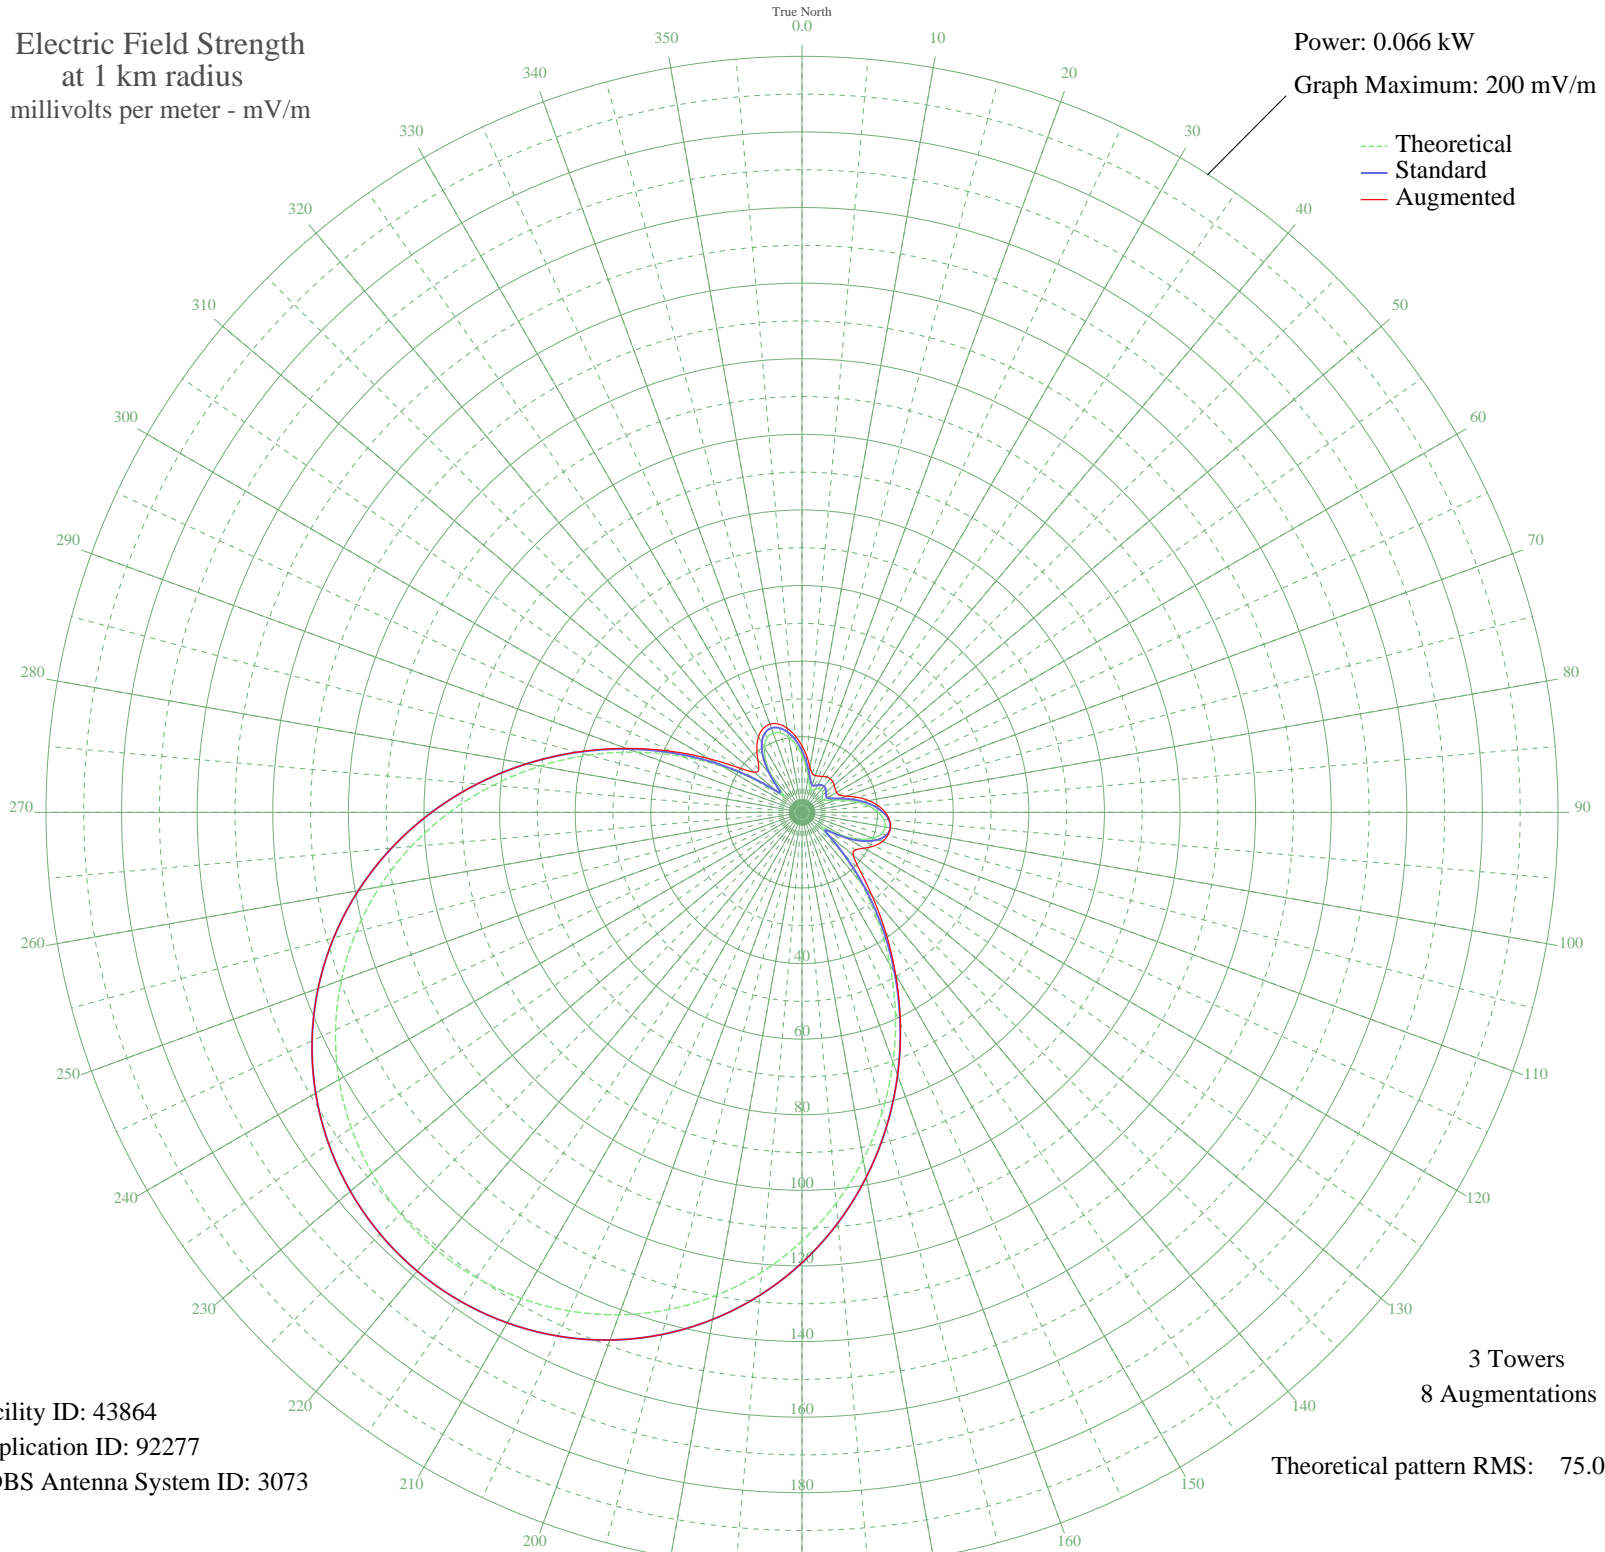 True North
0.0
Electric Field Strength
at 1 km radius
millivolts per meter - mV/m
Power: 0.066 kW
Graph Maximum: 200 mV/m
Theoretical
Standard
Augmented
10
20
30
40
50
60
70
80
90
100
110
120
130
140
150
160
200
210
220
230
240
250
260
270
280
290
300
310
320
330
340
350
40
60
80
100
120
140
160
180
3 Towers
8 Augmentations
Theoretical pattern RMS: 75.0
cility ID: 43864
plication ID: 92277
DBS Antenna System ID: 3073